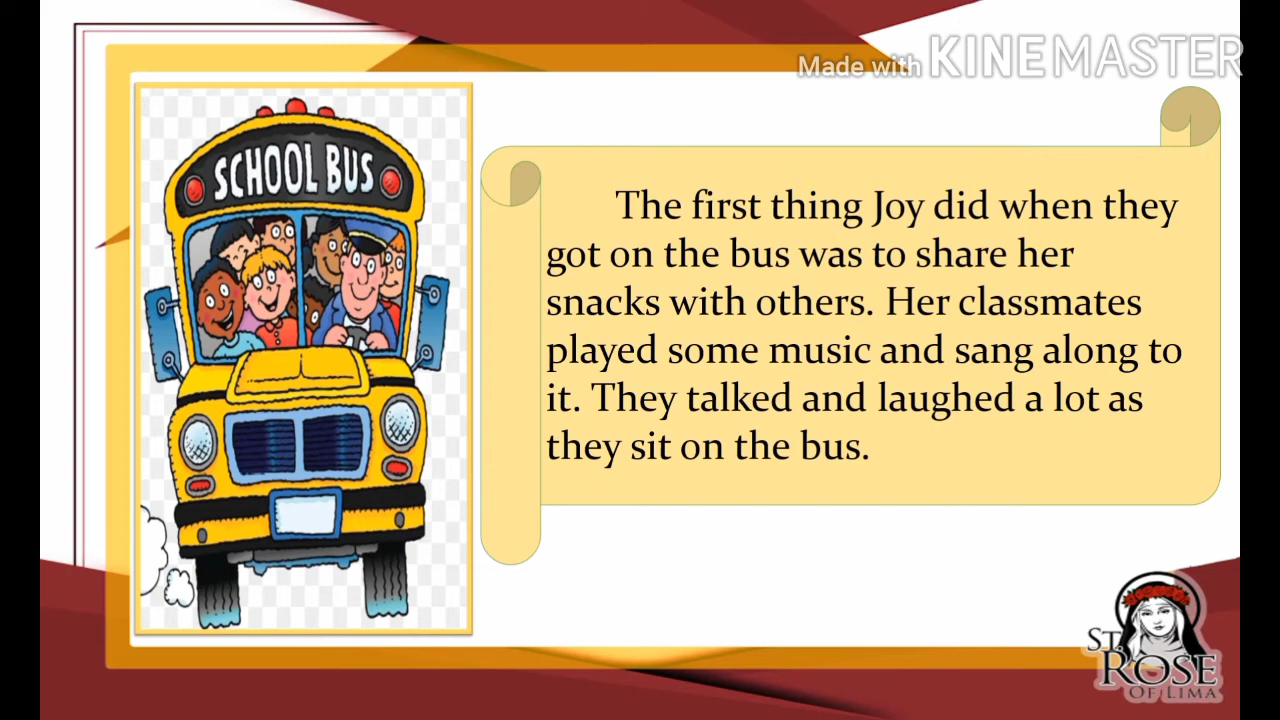 Made with KINEMASTER
SCHOOL BUS
The first thing Joy did when they
got on the bus was to share her
snacks with others. Her classmates
played some music and sang along to
it. They talked and laughed a lot as
they sit on the bus.
ST.
ROSE
OF LIMA